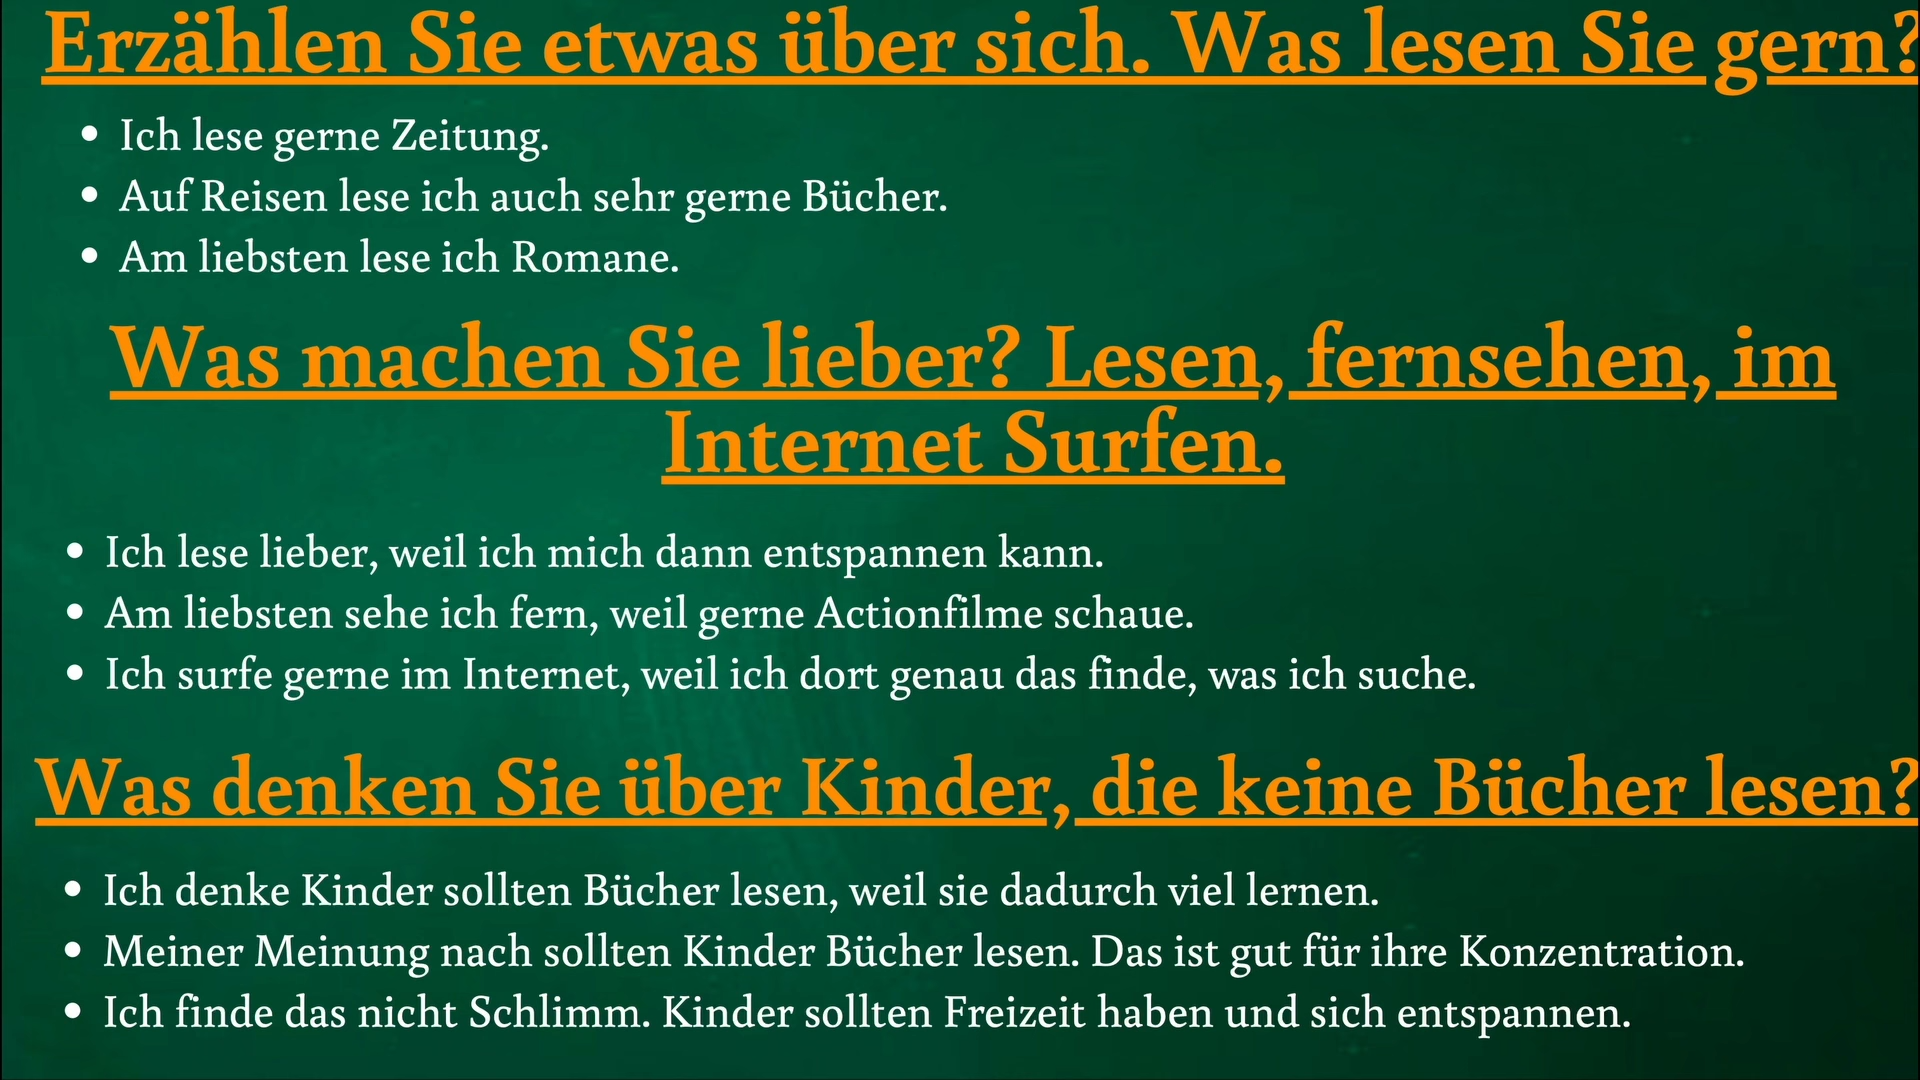 Erzählen Sie etwas über sich. Was lesen Sie gern?
• Ich lese gerne Zeitung.
• Auf Reisen lese ich auch sehr gerne Bücher.
• Am liebsten lese ich Romane.
Was machen Sie lieber? Lesen, fernsehen, im
Internet Surfen.
• Ich lese lieber, weil ich mich dann entspannen kann.
• Am liebsten sehe ich fern, weil gerne Actionfilme schaue.
• Ich surfe gerne im Internet, weil ich dort genau das finde, was ich suche.
Was denken Sie über Kinder, die keine Bücher lesen?
• Ich denke Kinder sollten Bücher lesen, weil sie dadurch viel lernen.
• Meiner Meinung nach sollten Kinder Bücher lesen. Das ist gut für ihre Konzentration.
• Ich finde das nicht Schlimm. Kinder sollten Freizeit haben und sich entspannen.